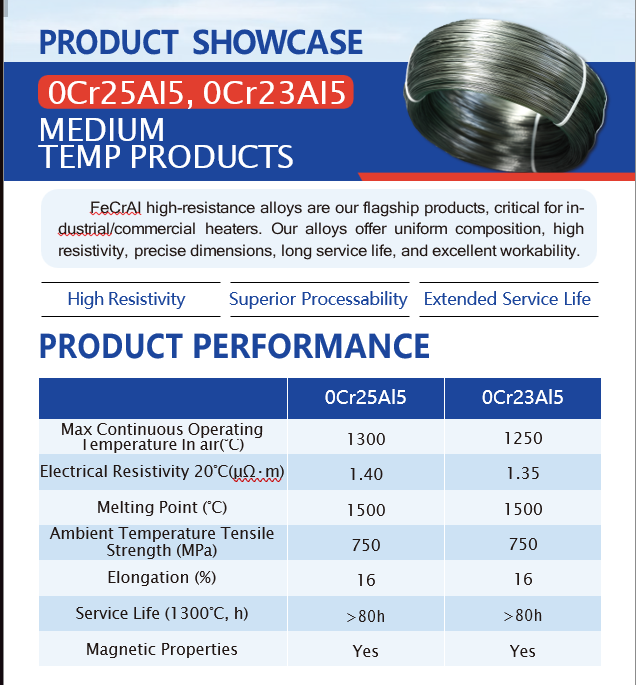 PRODUCT SHOWCASE
0Cr25Al5, 0Cr23Al5
MEDIUM
TEMP PRODUCTS
FeCrAl high-resistance alloys are our flagship products, critical for in-
dustrial/commercial heaters. Our alloys offer uniform composition, high
resistivity, precise dimensions, long service life, and excellent workability.
High Resistivity Superior Processability Extended Service Life
PRODUCT PERFORMANCE
0Cr25Al5 0Cr23Al5
Max Continuous Operating
Temperature In air(℃)
1300 1250
Electrical Resistivity 20℃(μΩ·m) 1.40 1.35
Melting Point (℃) 1500 1500
Ambient Temperature Tensile
Strength (MPa)
750 750
Elongation (%) 16 16
Service Life (1300℃, h) >80h >80h
Magnetic Properties Yes Yes